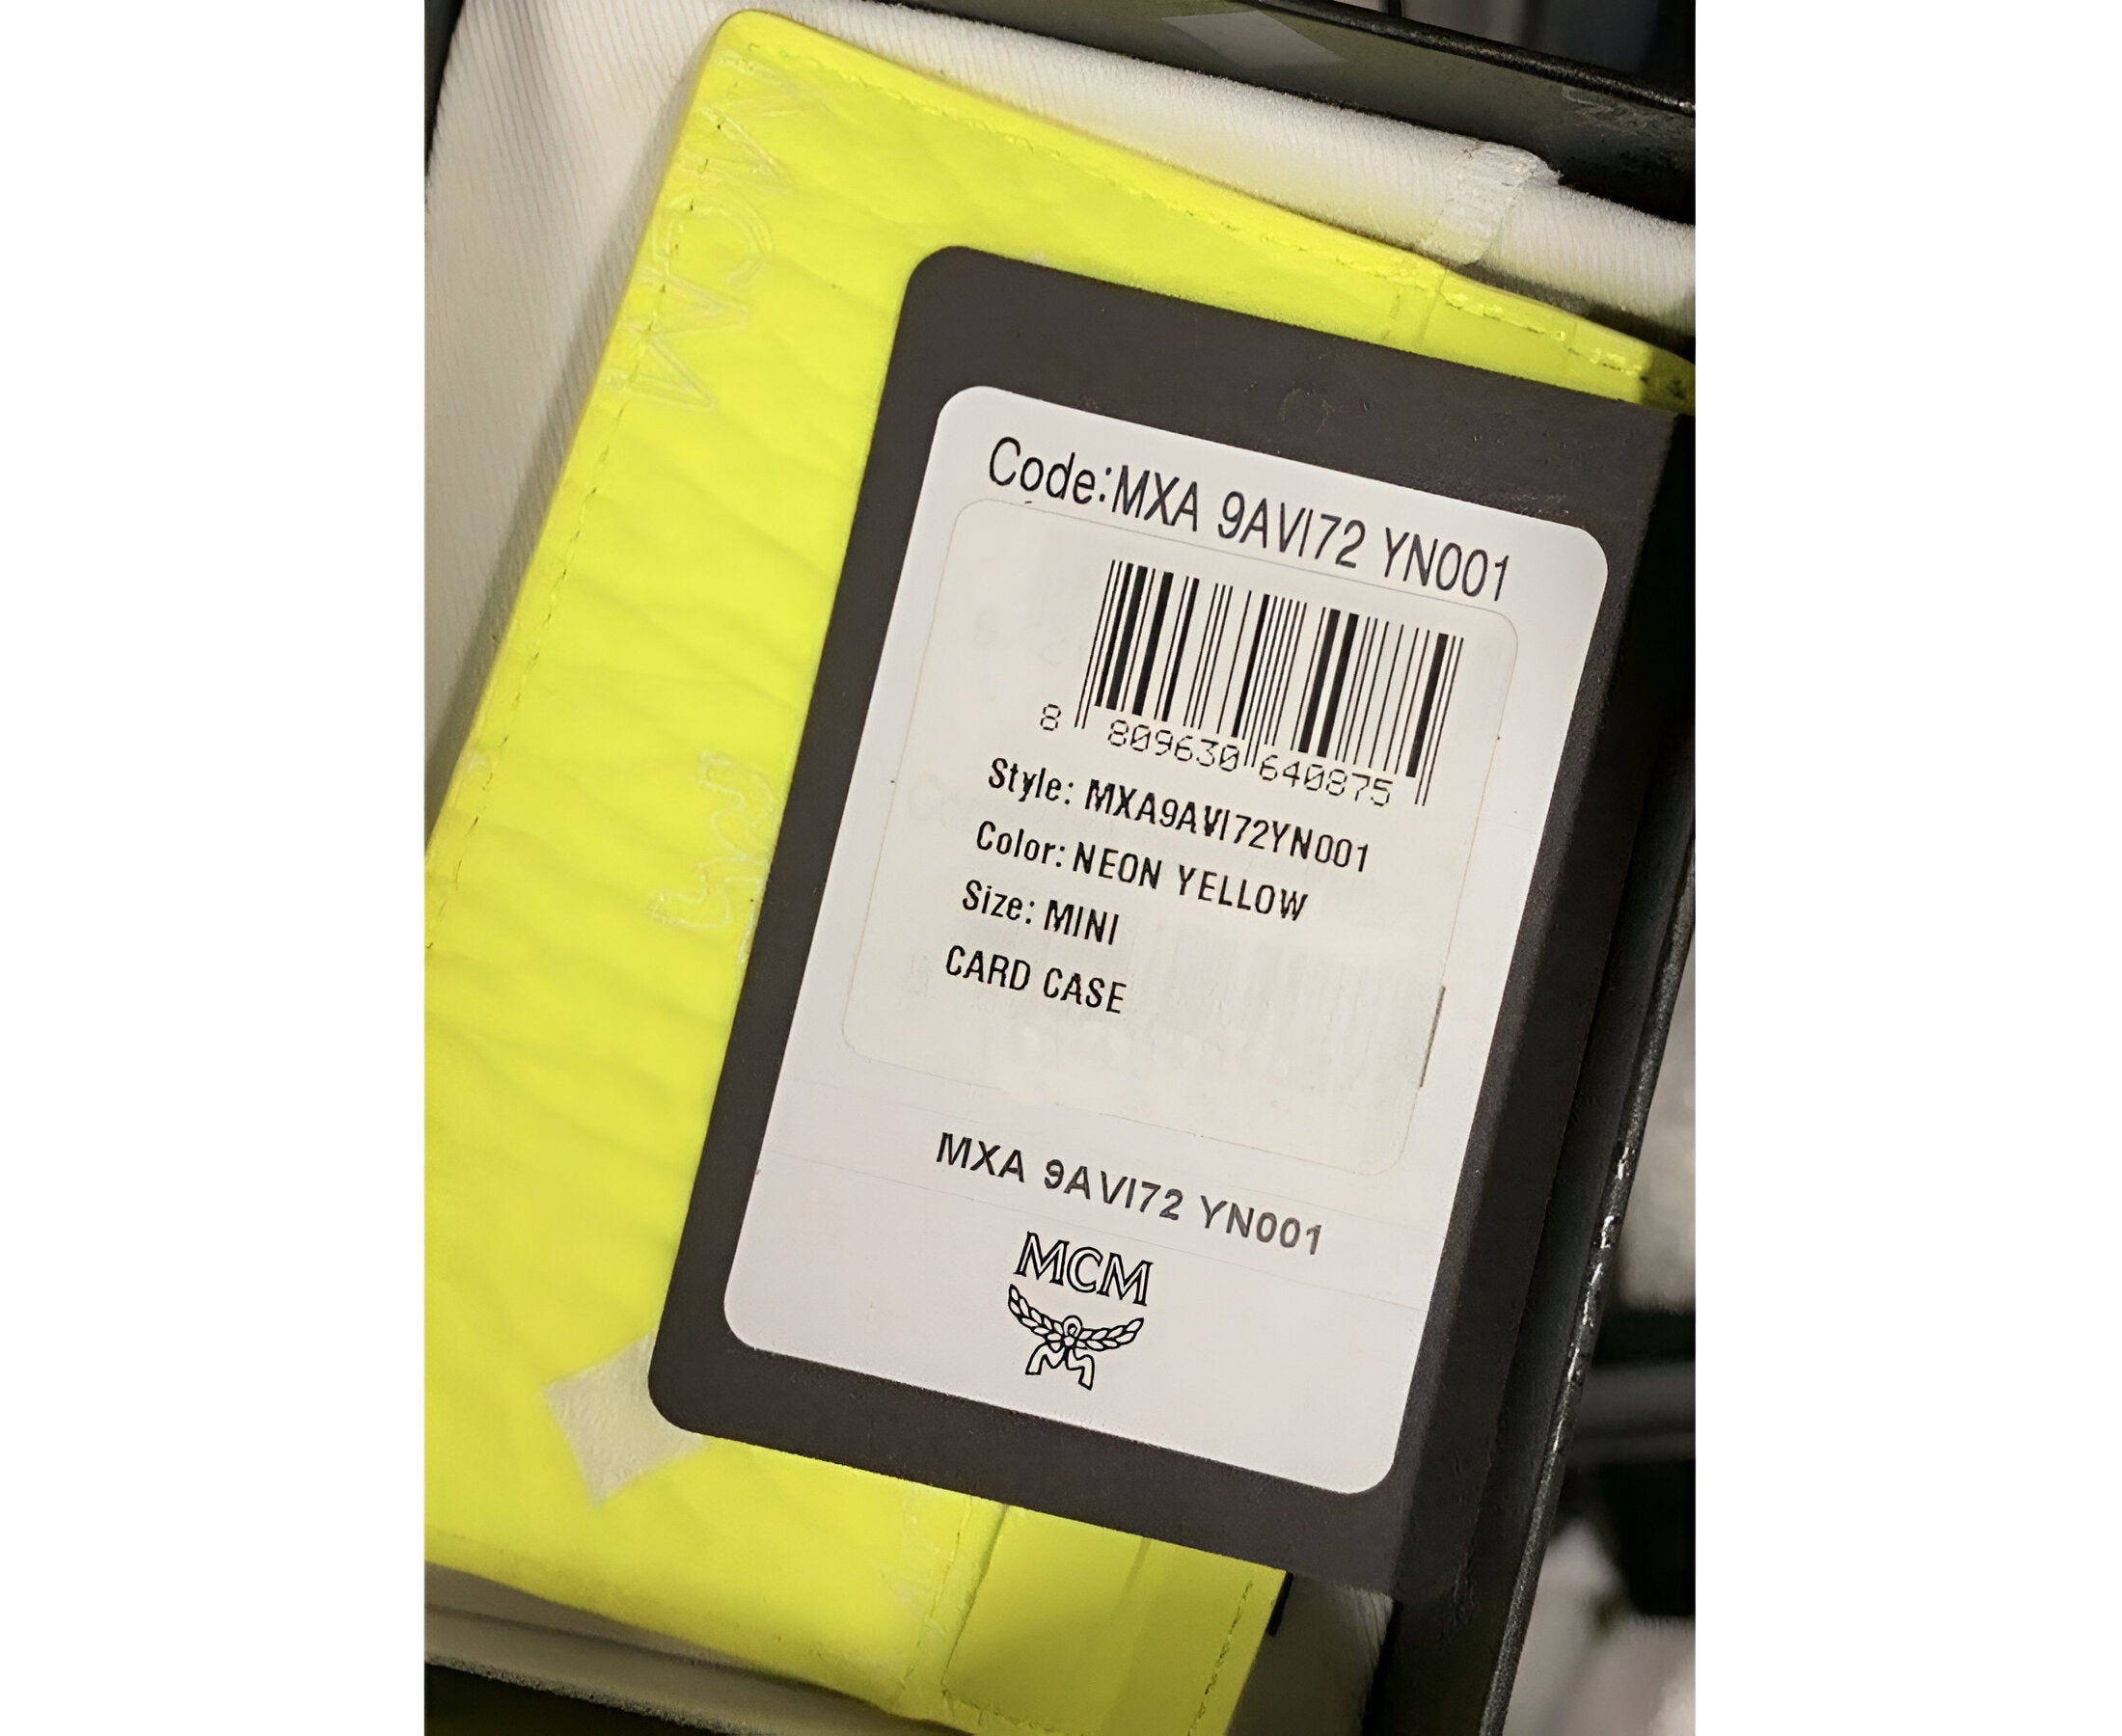 MCM
Code:MXA 9AVI72 YN001
8 809630 640875
Style: MXA9AVI72YN001
Color: NEON YELLOW
Size: MINI
CARD CASE
MXA 9AVI72 YN001
MCM